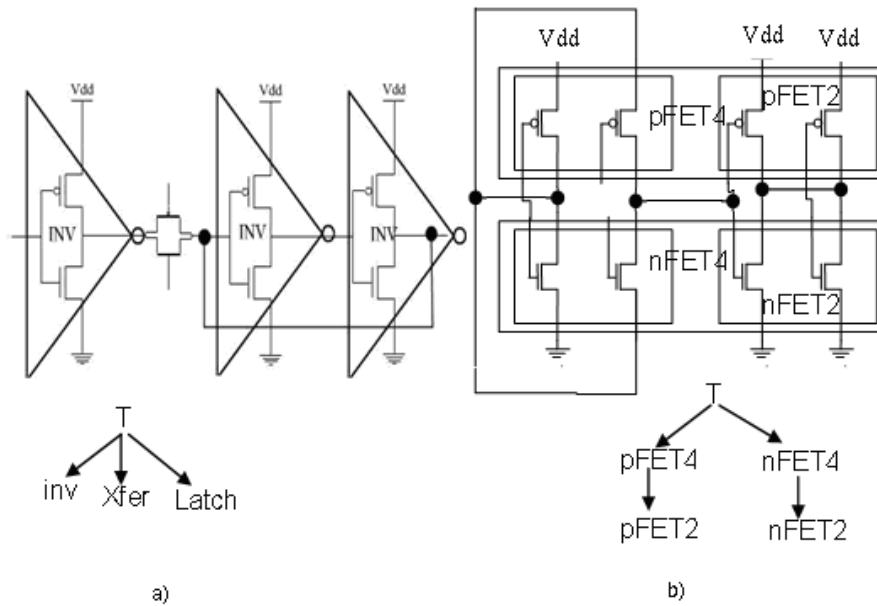 Vdd
Vdd
Vdd
INV
INV
INV
Vdd
Vdd
Vdd
pFET4
pFET2
nFET4
nFET2
T
inv
Xfer
Latch
T
pFET4
nFET4
pFET2
nFET2
a)
b)